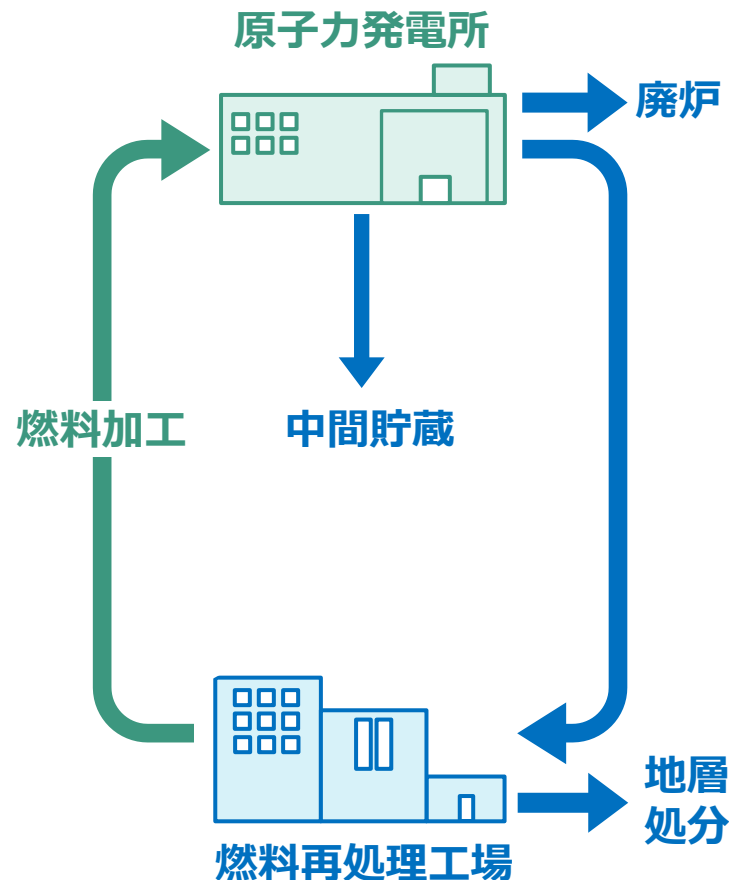 原子力発電所
廃炉
燃料加工
中間貯蔵
地層
処分
燃料再処理工場